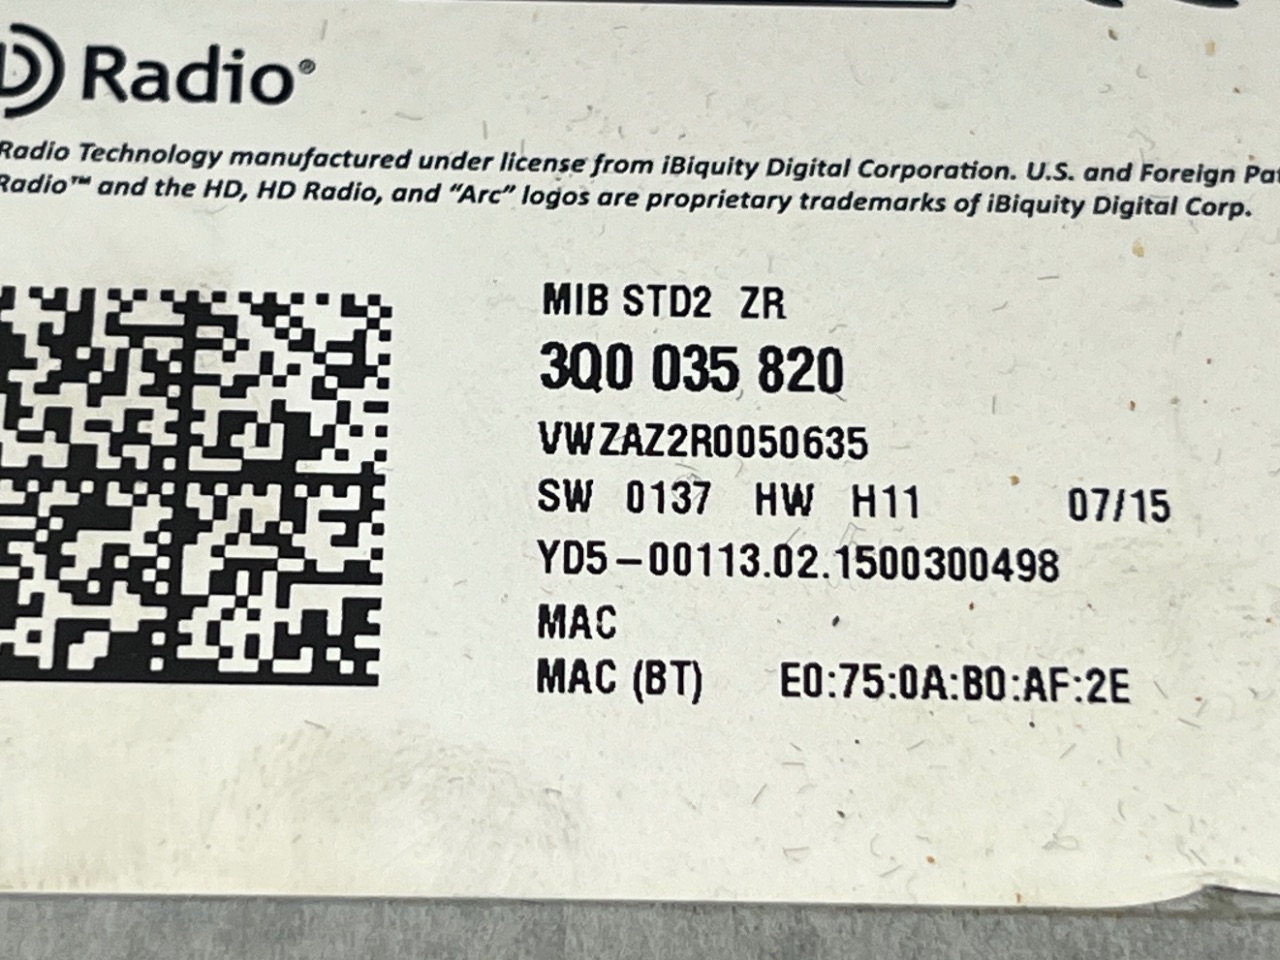 Radio®
Radio Technology manufactured under license from iBiquity Digital Corporation. U.S. and Foreign
Radio™ and the HD, HD Radio, and “Arc” logos are proprietary trademarks of iBiquity Digital Corp.
MIB STD2 ZR
3Q0 035 820
VWZAZ2R0050635
SW 0137 HW H11 07/15
YD5-00113.02.1500300498
MAC
MAC (BT) E0:75:0A:B0:AF:2E